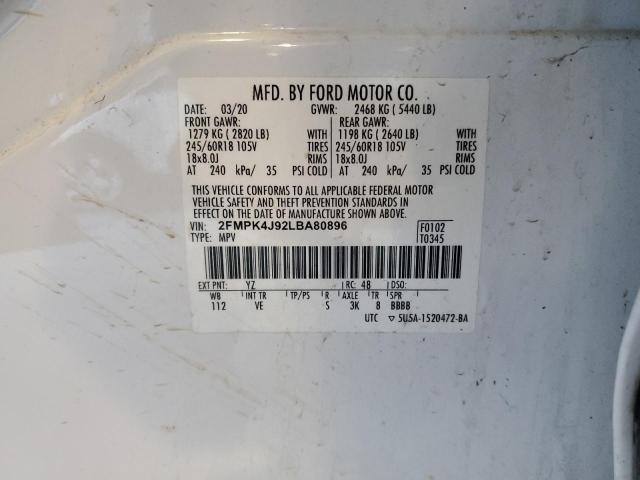 MFD. BY FORD MOTOR CO.
DATE: 03/20 GVWR: 2468 KG ( 5440 LB)
FRONT GAWR: REAR GAWR:
1279 KG ( 2820 LB) WITH 1198 KG ( 2640 LB) WITH
245/60R18 105V TIRES 245/60R18 105V TIRES
18x8.0J RIMS 18x8.0J RIMS
AT 240 kPa/ 35 PSI COLD AT 240 kPa/ 35 PSI COLD
THIS VEHICLE CONFORMS TO ALL APPLICABLE FEDERAL MOTOR
VEHICLE SAFETY AND THEFT PREVENTION STANDARDS IN
EFFECT ON THE DATE OF MANUFACTURE SHOWN ABOVE.
VIN: 2FMPK4J92LBA80896 F0102
TYPE: MPV T0345
EXT PNT: YZ RC: 48 DSO:
WB INT TR TP/PS R AXLE TR SPR
112 VE S 3K 8 BBBB
UTC ▽ 5U5A-1520472-BA